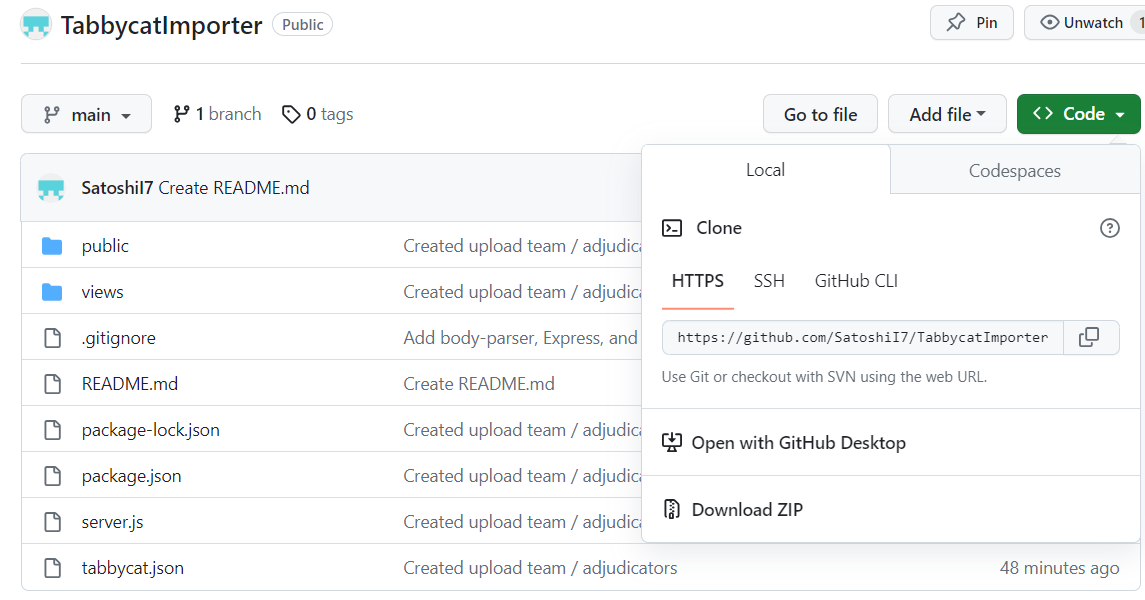 TabbycatImporter Public Pin Unwatch 1
main 1 branch 0 tags Go to file Add file Code
Local Codespaces
SatoshiI7 Create README.md
Clone
public Created upload team / adjudica
HTTPS SSH GitHub CLI
views Created upload team / adjudica
.gitignore Add body-parser, Express, and
https://github.com/SatoshiI7/TabbycatImporter
README.md Create README.md
Use Git or checkout with SVN using the web URL.
package-lock.json Created upload team / adjudica
Open with GitHub Desktop
package.json Created upload team / adjudica
Download ZIP
server.js Created upload team / adjudica
tabbycat.json Created upload team / adjudicators 48 minutes ago